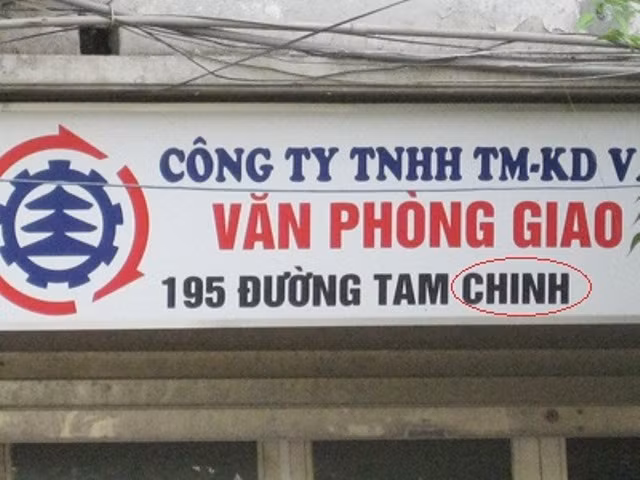 CÔNG TY TNHH TM-KD
VĂN PHÒNG GIAO
195 ĐƯỜNG TAM CHINH